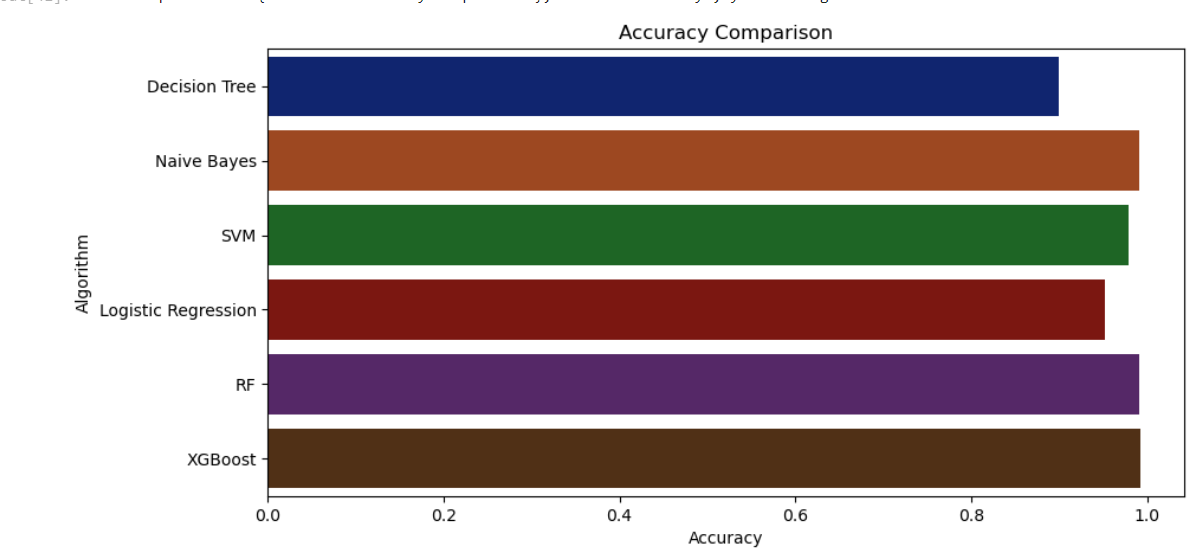 Accuracy Comparison
Decision Tree
Naive Bayes
SVM
Logistic Regression
RF
XGBoost
Algorithm
0.0 0.2 0.4 0.6 0.8 1.0
Accuracy